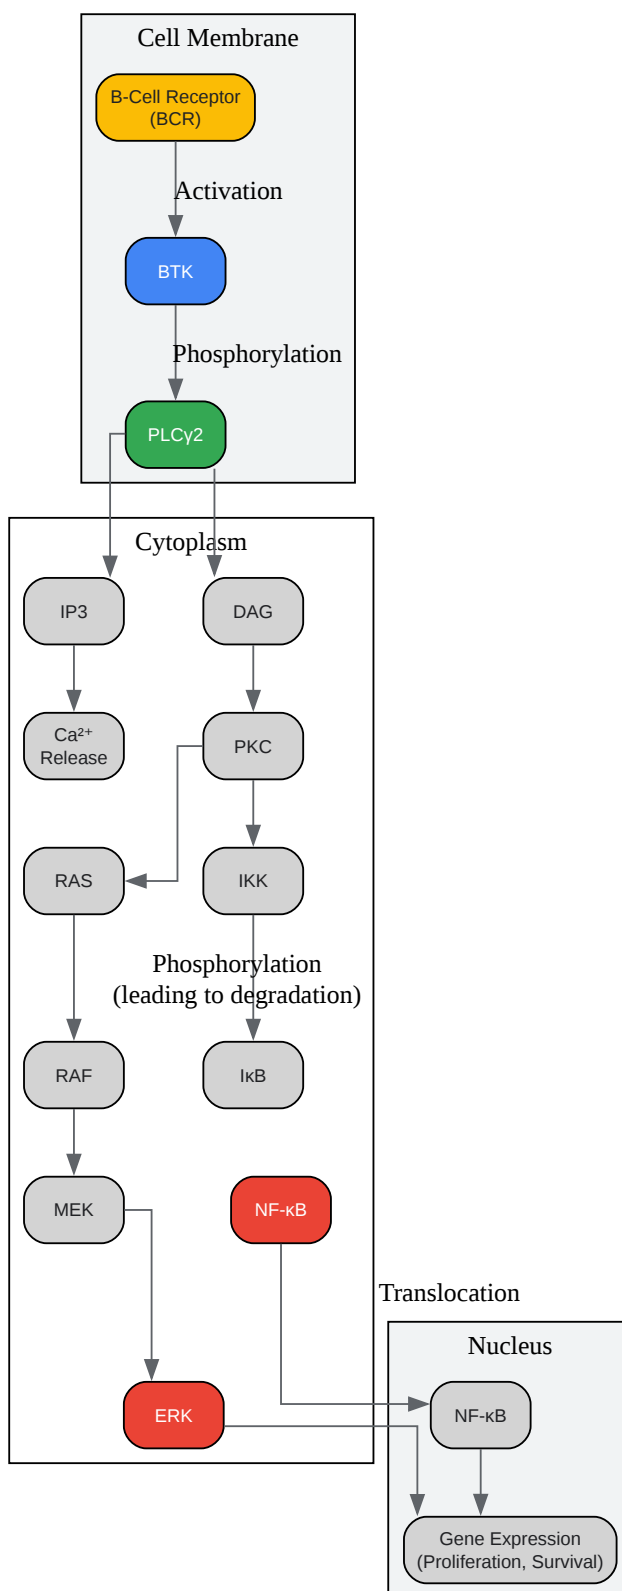 Cell Membrane
B-Cell Receptor
(BCR)
Activation
BTK
Phosphorylation
PLCγ2
Cytoplasm
IP3
DAG
Ca²⁺
Release
PKC
RAS
IKK
Phosphorylation
(leading to degradation)
RAF
IκB
MEK
NF-κB
Translocation
Nucleus
ERK
NF-κB
Gene Expression
(Proliferation, Survival)